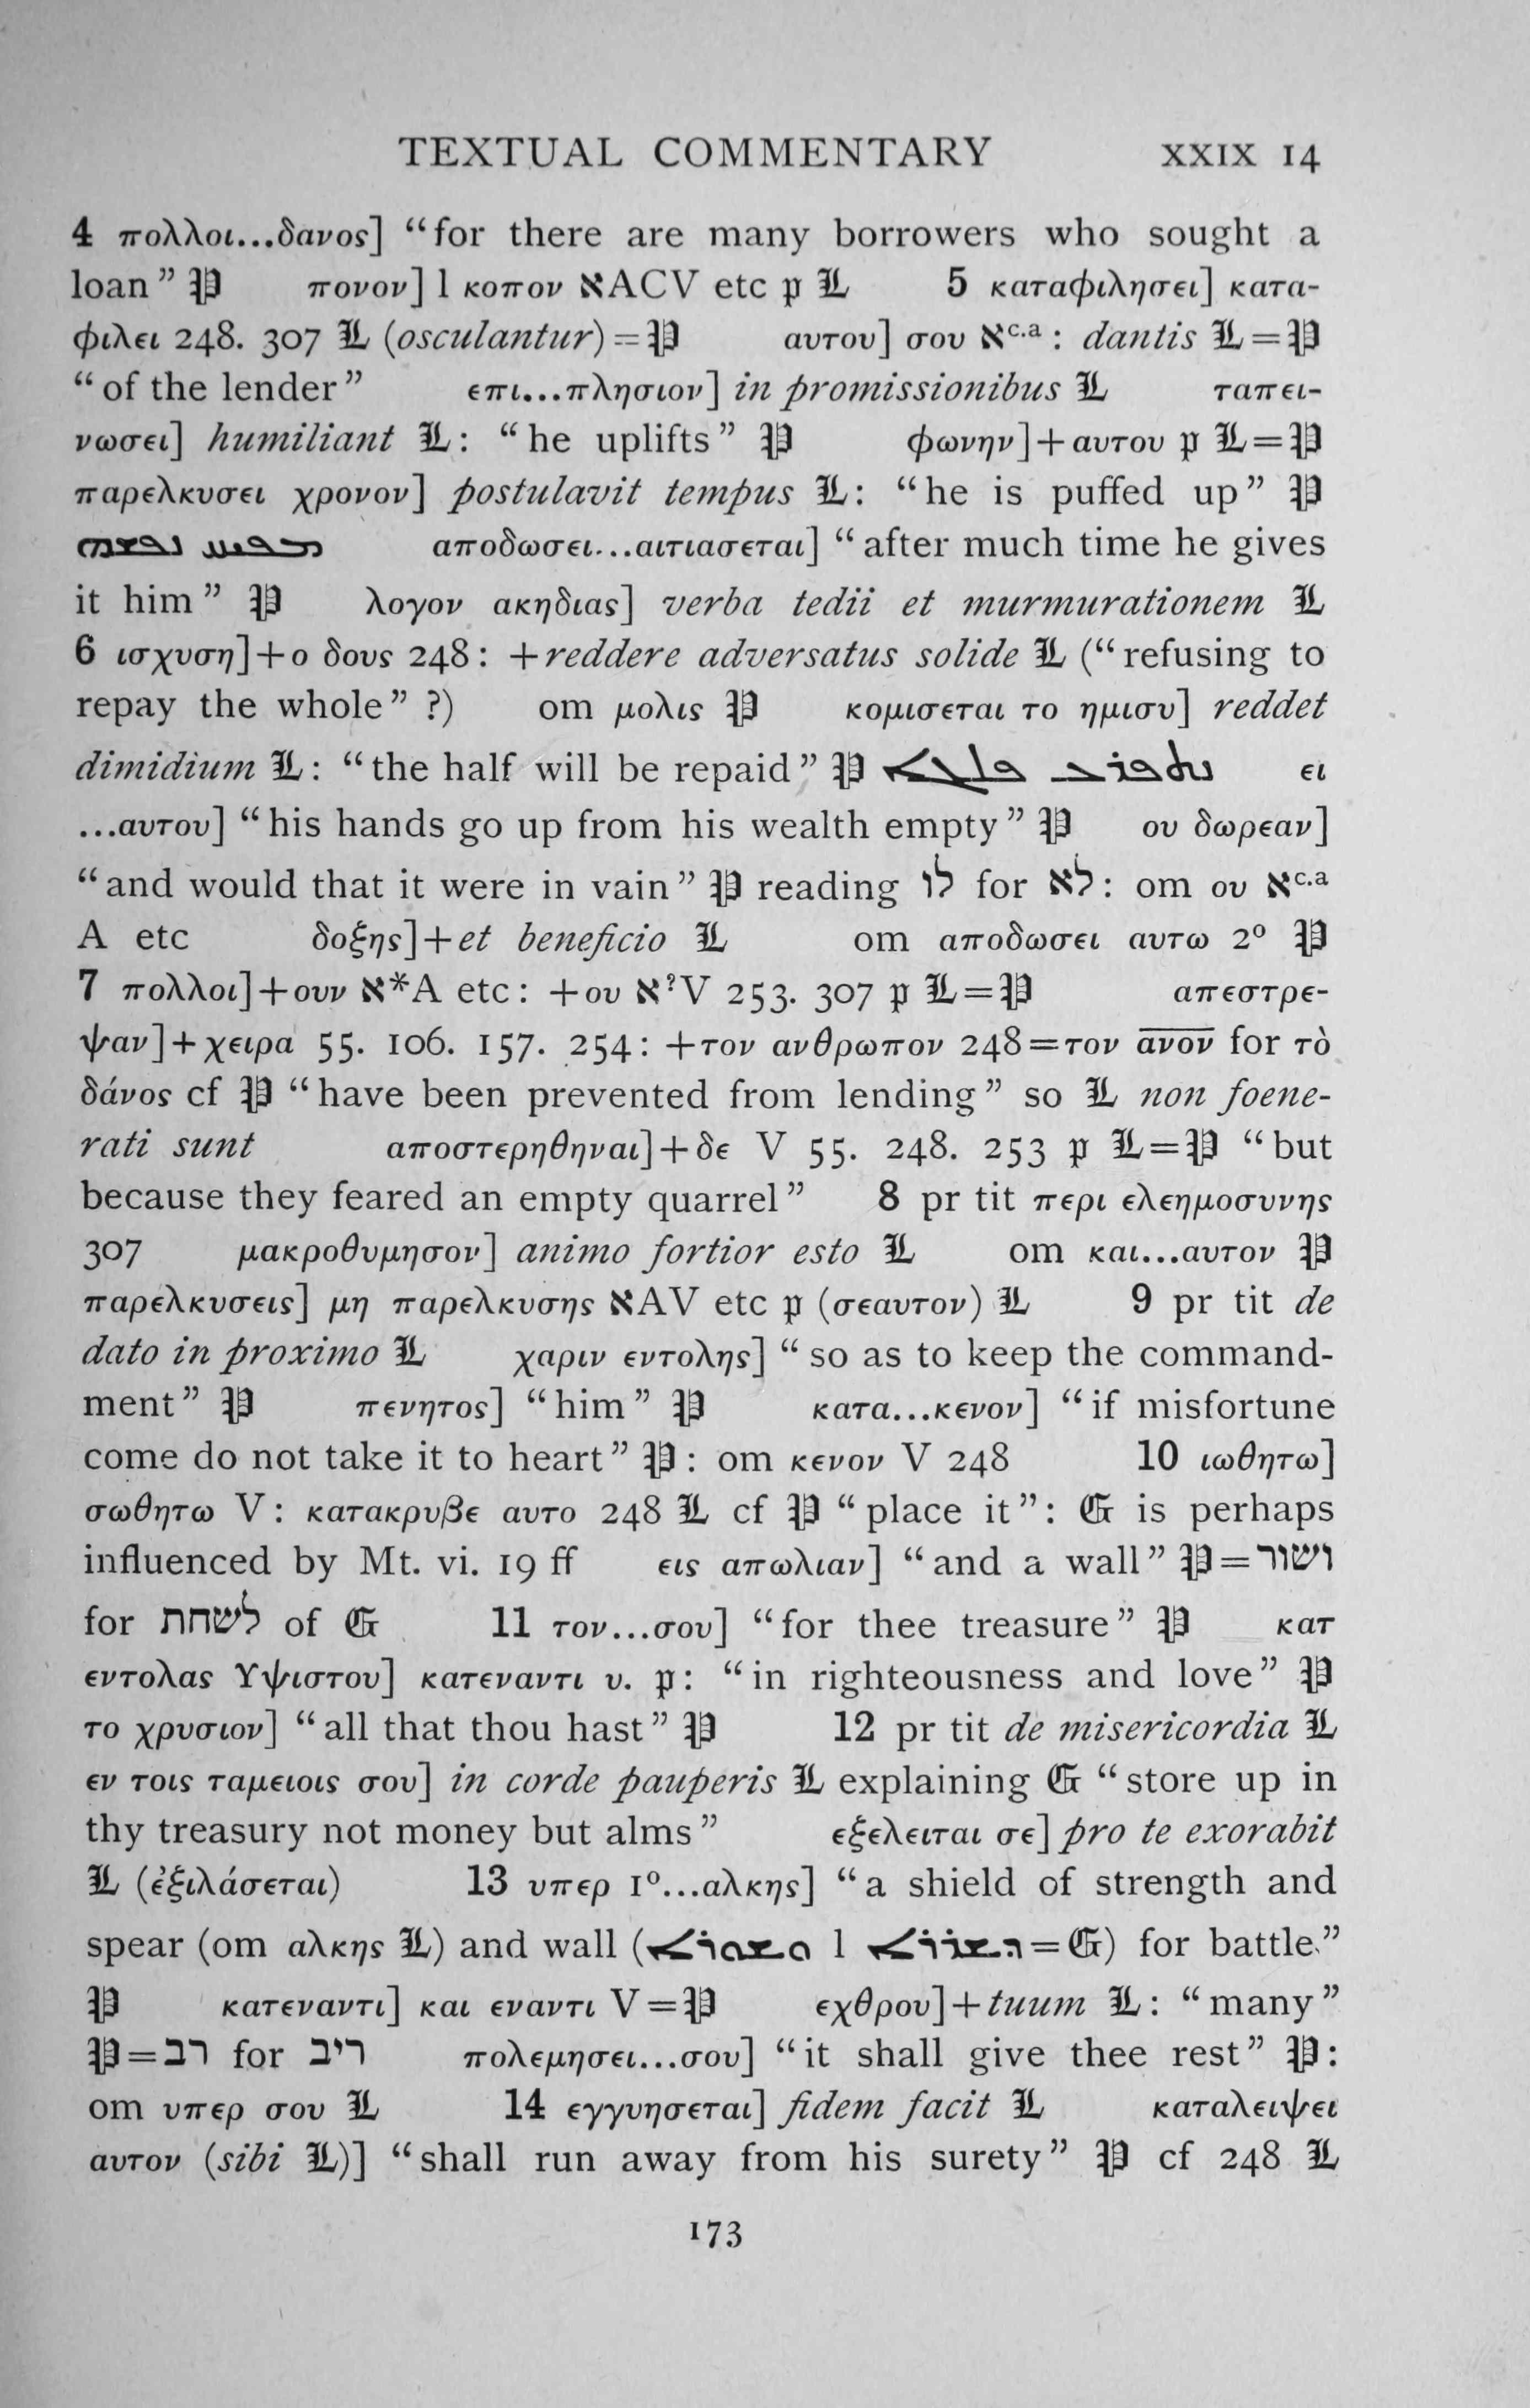 TEXTUAL COMMENTARY XXIX 14
4 πολλοι...δανος] “for there are many borrowers who sought a
loan” 𝔓 πονον] l κοπον אACV etc 𝔭 𝕷 5 καταφιλησει] κατα-
φιλει 248. 307 𝕷 (osculantur) = 𝔓 αυτου] σου אc.a : dantis 𝕷 = 𝔓
“of the lender” επι...πλησιον] in promissionibus 𝕷 ταπει-
νωσει] humiliant 𝕷: “he uplifts” 𝔓 φωνην]+αυτου 𝔭 𝕷=𝔓
παρελκυσει χρονον] postulavit tempus 𝕷: “he is puffed up” 𝔓
αποδωσει...αιτιασεται] “after much time he gives
it him” 𝔓 λογον ακηδιας] verba tedii et murmurationem 𝕷
6 ισχυση]+ο δους 248: +reddere adversatus solide 𝕷 (“refusing to
repay the whole” ?) om μολις 𝔓 κομισεται το ημισυ] reddet
dimidium 𝕷: “the half will be repaid” 𝔓 ει
...αυτου] “his hands go up from his wealth empty” 𝔓 ου δωρεαν]
“and would that it were in vain” 𝔓 reading לו for לא: om ου אc.a
A etc δοξης]+et beneficio 𝕷 om αποδωσει αυτω 2º 𝔓
7 πολλοι]+ουν א*A etc: +ου א?V 253. 307 𝔭 𝕷=𝔓 απεστρε-
ψαν]+χειρα 55. 106. 157. 254: +τον ανθρωπον 248=τον α̅ν̅ο̅ν̅ for τὸ
δάνος cf 𝔓 “have been prevented from lending” so 𝕷 non foene-
rati sunt αποστερηθηναι]+δε V 55. 248. 253 𝔭 𝕷=𝔓 “but
because they feared an empty quarrel” 8 pr tit περι ελεημοσυνης
307 μακροθυμησον] animo fortior esto 𝕷 om και...αυτον 𝔓
παρελκυσεις] μη παρελκυσης אAV etc 𝔭 (σεαυτον) 𝕷 9 pr tit de
dato in proximo 𝕷 χαριν εντολης] “so as to keep the command-
ment” 𝔓 πενητος] “him” 𝔓 κατα...κενον] “if misfortune
come do not take it to heart” 𝔓: om κενον V 248 10 ιωθητω]
σωθητω V: κατακρυβε αυτο 248 𝕷 cf 𝔓 “place it”: 𝕲 is perhaps
influenced by Mt. vi. 19 ff εις απωλιαν] “and a wall” 𝔓=ושור
for לשחת of 𝕲 11 τον...σου] “for thee treasure” 𝔓 κατ
εντολας Υψιστου] κατεναντι υ. 𝔭: “in righteousness and love” 𝔓
το χρυσιον] “all that thou hast” 𝔓 12 pr tit de misericordia 𝕷
εν τοις ταμειοις σου] in corde pauperis 𝕷 explaining 𝕲 “store up in
thy treasury not money but alms” εξελειται σε] pro te exorabit
𝕷 (ἐξιλάσεται) 13 υπερ 1º...αλκης] “a shield of strength and
spear (om αλκης 𝕷) and wall (ܘܫܘܪܐ l ܕܫܪܪܐ=𝕲) for battle”
𝔓 κατεναντι] και εναντι V=𝔓 εχθρου]+tuum 𝕷: “many”
𝔓=רב for ריב πολεμησει...σου] “it shall give thee rest” 𝔓:
om υπερ σου 𝕷 14 εγγυησεται] fidem facit 𝕷 καταλειψει
αυτον (sibi 𝕷)] “shall run away from his surety” 𝔓 cf 248 𝕷
173